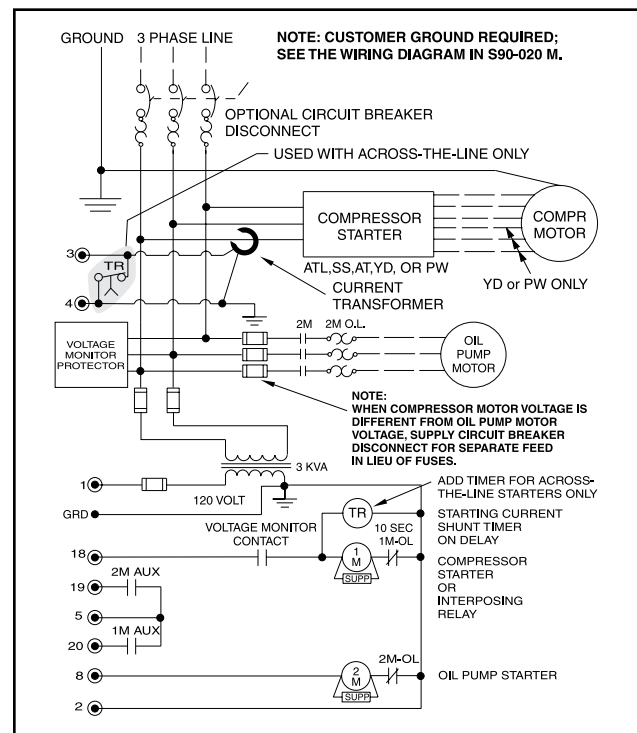 GROUND 3 PHASE LINE
NOTE: CUSTOMER GROUND REQUIRED;
SEE THE WIRING DIAGRAM IN S90-020 M.
OPTIONAL CIRCUIT BREAKER
DISCONNECT
USED WITH ACROSS-THE-LINE ONLY
COMPRESSOR
STARTER
COMPR
MOTOR
3
TR
4
ATL,SS,AT,YD, OR PW
YD or PW ONLY
CURRENT
TRANSFORMER
VOLTAGE
MONITOR
PROTECTOR
2M
2M O.L.
OIL
PUMP
MOTOR
NOTE:
WHEN COMPRESSOR MOTOR VOLTAGE IS
DIFFERENT FROM OIL PUMP MOTOR
VOLTAGE, SUPPLY CIRCUIT BREAKER
DISCONNECT FOR SEPARATE FEED
IN LIEU OF FUSES.
3 KVA
1
120 VOLT
ADD TIMER FOR ACROSS-
THE-LINE STARTERS ONLY
GRD
TR
STARTING CURRENT
SHUNT TIMER
ON DELAY
VOLTAGE MONITOR
CONTACT
10 SEC
1M-OL
18
1
M
SUPP
COMPRESSOR
STARTER
OR
INTERPOSING
RELAY
2M AUX
19
5
1M AUX
20
8
2
M
SUPP
2M-OL
OIL PUMP STARTER
2